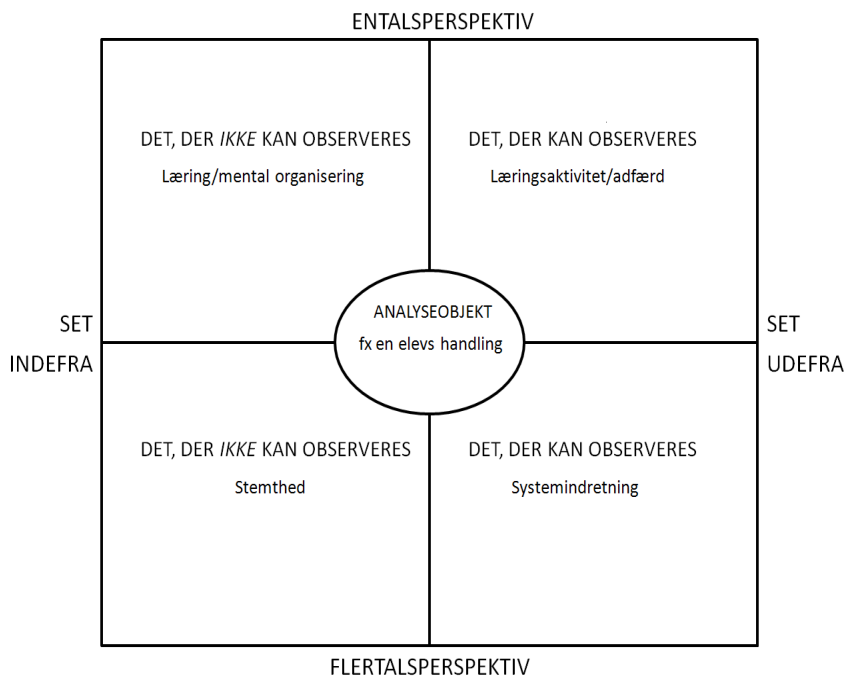 ENTALSPERSPEKTIV
DET, DER IKKE KAN OBSERVERES
Læring/mental organisering
DET, DER KAN OBSERVERES
Læringsaktivitet/adfærd
SET
INDEFRA
ANALYSEOBJEKT
fx en elevs handling
SET
UDEFRA
DET, DER IKKE KAN OBSERVERES
Stemthed
DET, DER KAN OBSERVERES
Systemindretning
FLERTALSPERSPEKTIV